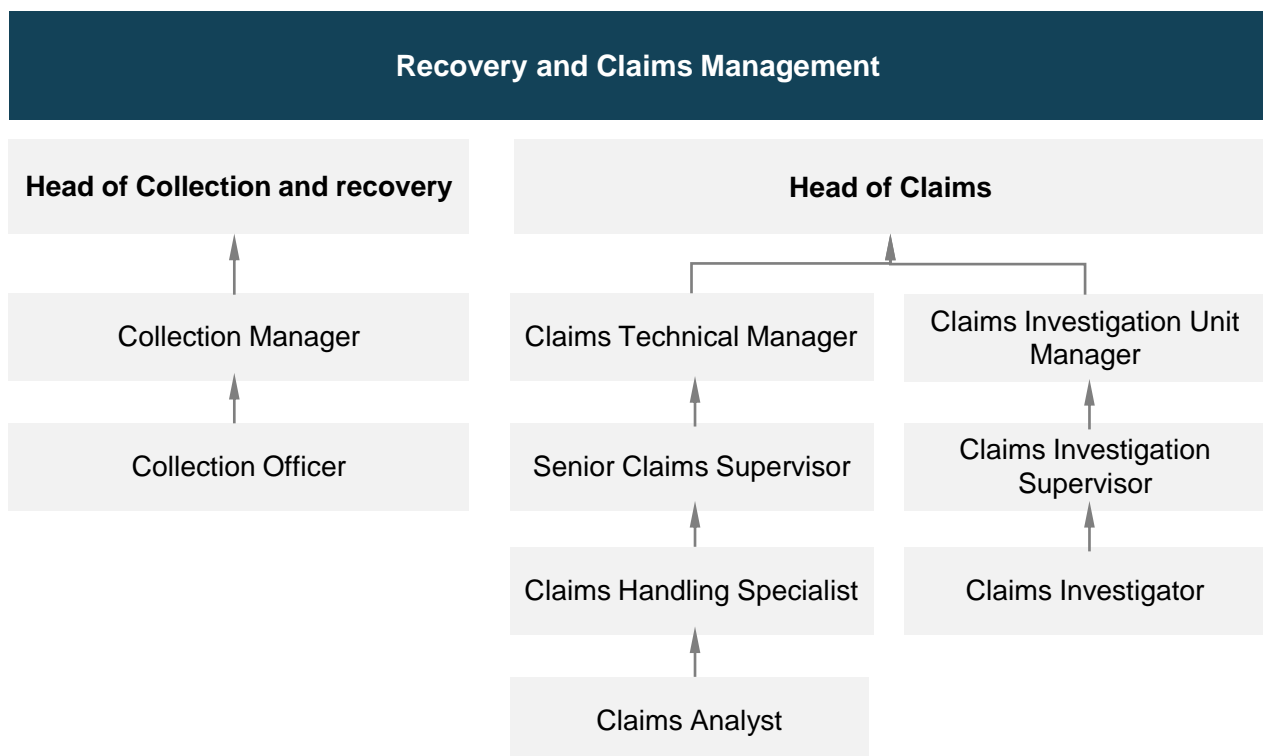 Recovery and Claims Management
Head of Collection and recovery
Head of Claims
Collection Manager
Claims Technical Manager
Claims Investigation Unit
Manager
Collection Officer
Senior Claims Supervisor
Claims Investigation
Supervisor
Claims Handling Specialist
Claims Investigator
Claims Analyst